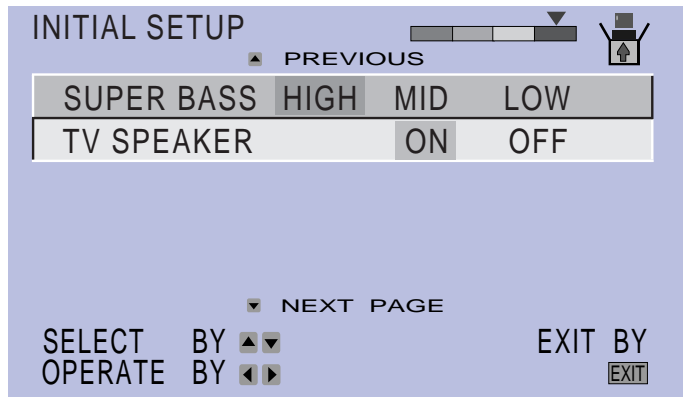 INITIAL SETUP
PREVIOUS
SUPER BASS HIGH MID LOW
TV SPEAKER ON OFF
NEXT PAGE
SELECT BY
EXIT BY
OPERATE BY
EXIT